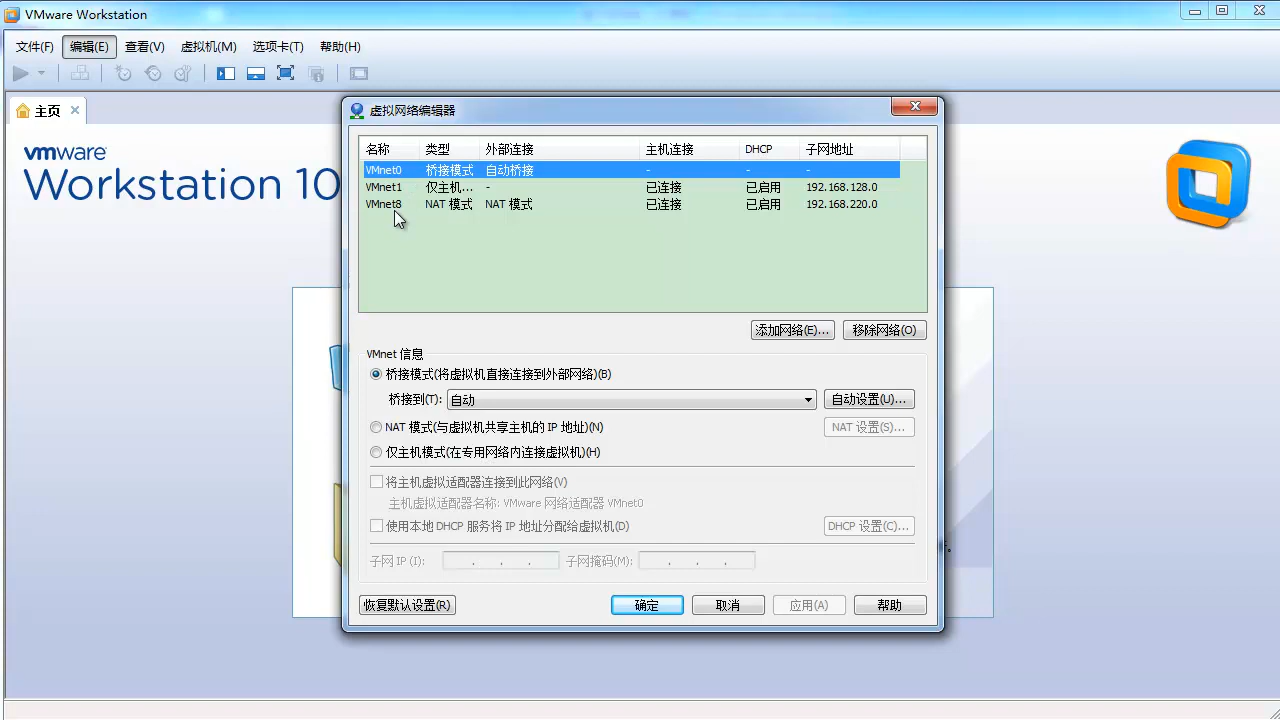 VMware Workstation
文件(F) 编辑(E) 查看(V) 虚拟机(M) 选项卡(T) 帮助(H)
主页
vmware
Workstation 10
虚拟网络编辑器
名称 类型 外部连接 主机连接 DHCP 子网地址
VMnet0 桥接模式 自动桥接 - - -
VMnet1 仅主机... - 已连接 已启用 192.168.128.0
VMnet8 NAT 模式 NAT 模式 已连接 已启用 192.168.220.0
添加网络(E)... 移除网络(O)
VMnet 信息
桥接模式(将虚拟机直接连接到外部网络)(B)
桥接到(T): 自动 自动设置(U)...
NAT 模式(与虚拟机共享主机的 IP 地址)(N) NAT 设置(S)...
仅主机模式(在专用网络内连接虚拟机)(H)
将主机虚拟适配器连接到此网络(V)
主机虚拟适配器名称: VMware 网络适配器 VMnet0
使用本地 DHCP 服务将 IP 地址分配给虚拟机(D) DHCP 设置(C)...
子网 IP (I): . . . 子网掩码(M): . . .
恢复默认设置(R) 确定 取消 应用(A) 帮助